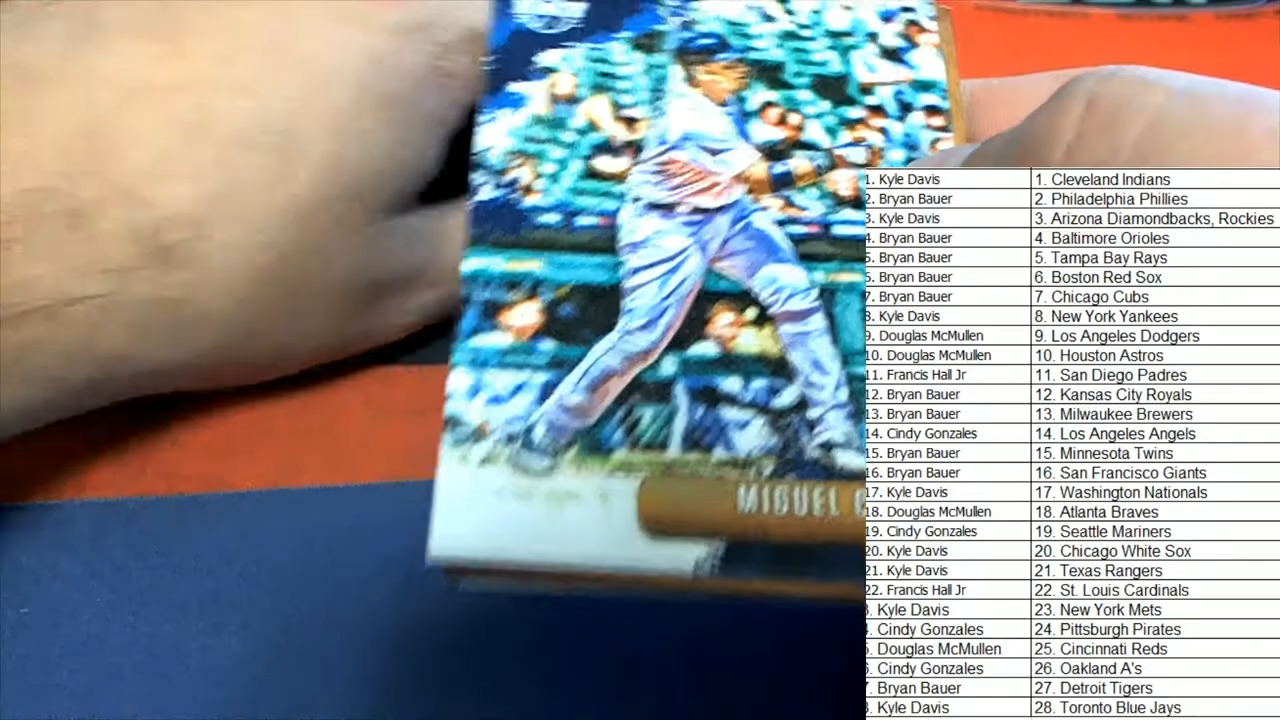 MIGUEL
1. Kyle Davis 1. Cleveland Indians
2. Bryan Bauer 2. Philadelphia Phillies
3. Kyle Davis 3. Arizona Diamondbacks, Rockies
4. Bryan Bauer 4. Baltimore Orioles
5. Bryan Bauer 5. Tampa Bay Rays
6. Bryan Bauer 6. Boston Red Sox
7. Bryan Bauer 7. Chicago Cubs
8. Kyle Davis 8. New York Yankees
9. Douglas McMullen 9. Los Angeles Dodgers
10. Douglas McMullen 10. Houston Astros
11. Francis Hall Jr 11. San Diego Padres
12. Bryan Bauer 12. Kansas City Royals
13. Bryan Bauer 13. Milwaukee Brewers
14. Cindy Gonzales 14. Los Angeles Angels
15. Bryan Bauer 15. Minnesota Twins
16. Bryan Bauer 16. San Francisco Giants
17. Kyle Davis 17. Washington Nationals
18. Douglas McMullen 18. Atlanta Braves
19. Cindy Gonzales 19. Seattle Mariners
20. Kyle Davis 20. Chicago White Sox
21. Kyle Davis 21. Texas Rangers
22. Francis Hall Jr 22. St. Louis Cardinals
. Kyle Davis 23. New York Mets
. Cindy Gonzales 24. Pittsburgh Pirates
. Douglas McMullen 25. Cincinnati Reds
. Cindy Gonzales 26. Oakland A's
. Bryan Bauer 27. Detroit Tigers
. Kyle Davis 28. Toronto Blue Jays